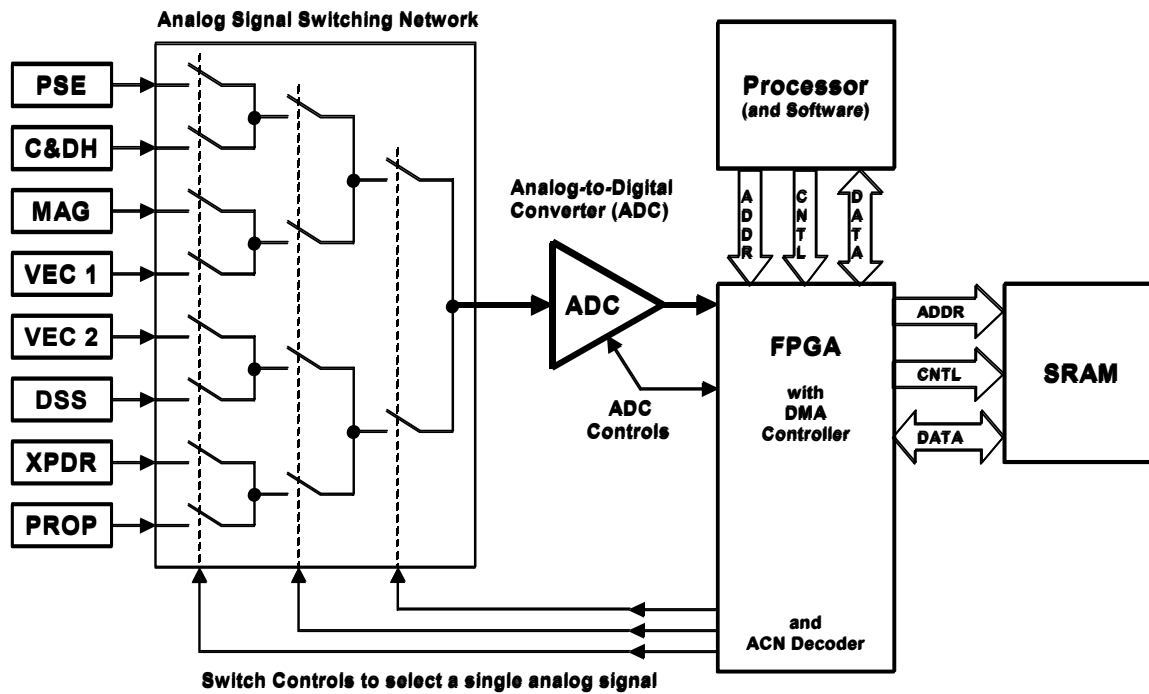 Analog Signal Switching Network
PSE
C&DH
MAG
VEC 1
VEC 2
DSS
XPDR
PROP
Analog-to-Digital
Converter (ADC)
ADC
ADC
Controls
Processor
(and Software)
ADDR
CNTL
DATA
FPGA
with
DMA
Controller
and
ACN Decoder
ADDR
CNTL
DATA
SRAM
Switch Controls to select a single analog signal